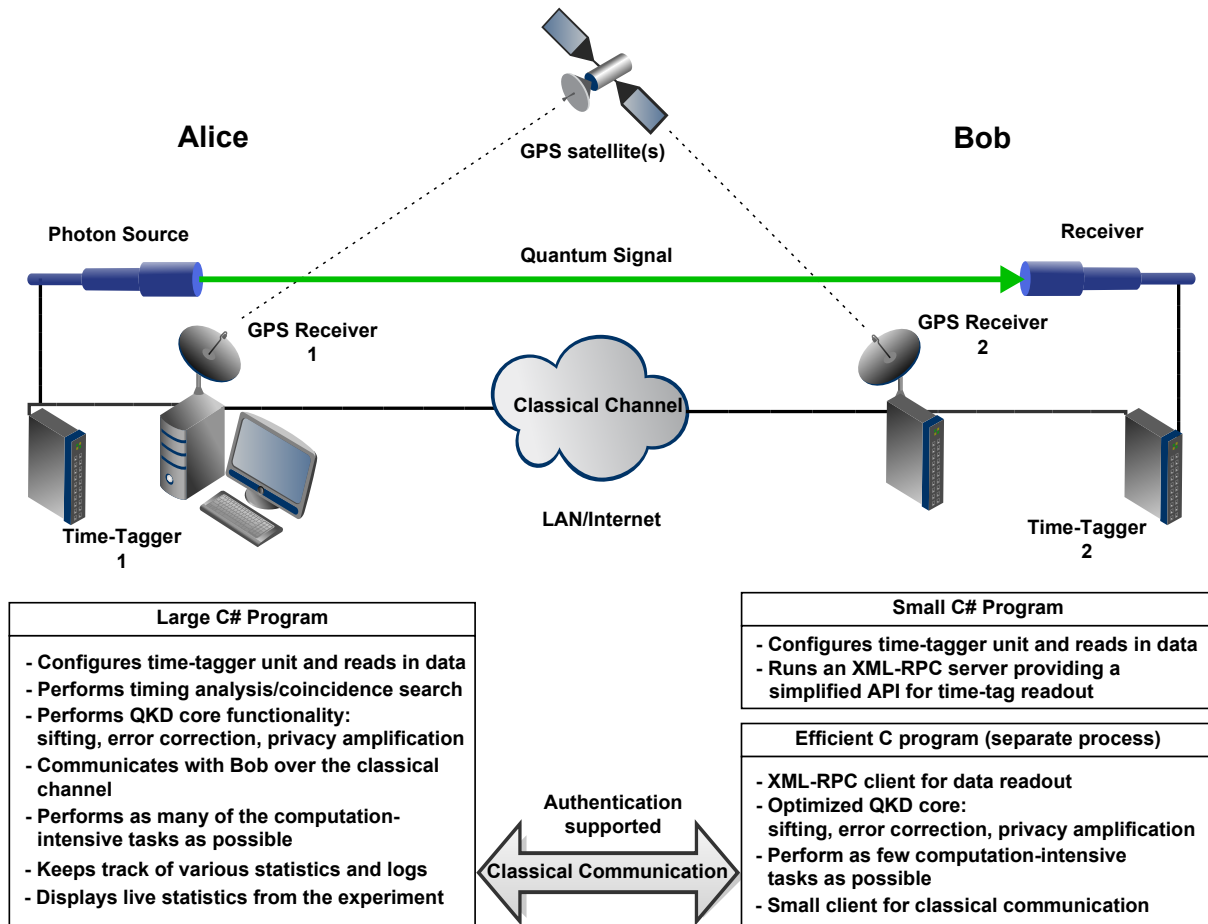 Alice
Bob
GPS satellite(s)
Photon Source
Quantum Signal
Receiver
GPS Receiver
1
GPS Receiver
2
Classical Channel
LAN/Internet
Time-Tagger
1
Time-Tagger
2
Large C# Program
- Configures time-tagger unit and reads in data
- Performs timing analysis/coincidence search
- Performs QKD core functionality:
sifting, error correction, privacy amplification
- Communicates with Bob over the classical
channel
- Performs as many of the computation-
intensive tasks as possible
- Keeps track of various statistics and logs
- Displays live statistics from the experiment
Authentication
supported
Classical Communication
Small C# Program
- Configures time-tagger unit and reads in data
- Runs an XML-RPC server providing a
simplified API for time-tag readout
Efficient C program (separate process)
- XML-RPC client for data readout
- Optimized QKD core:
sifting, error correction, privacy amplification
- Perform as few computation-intensive
tasks as possible
- Small client for classical communication